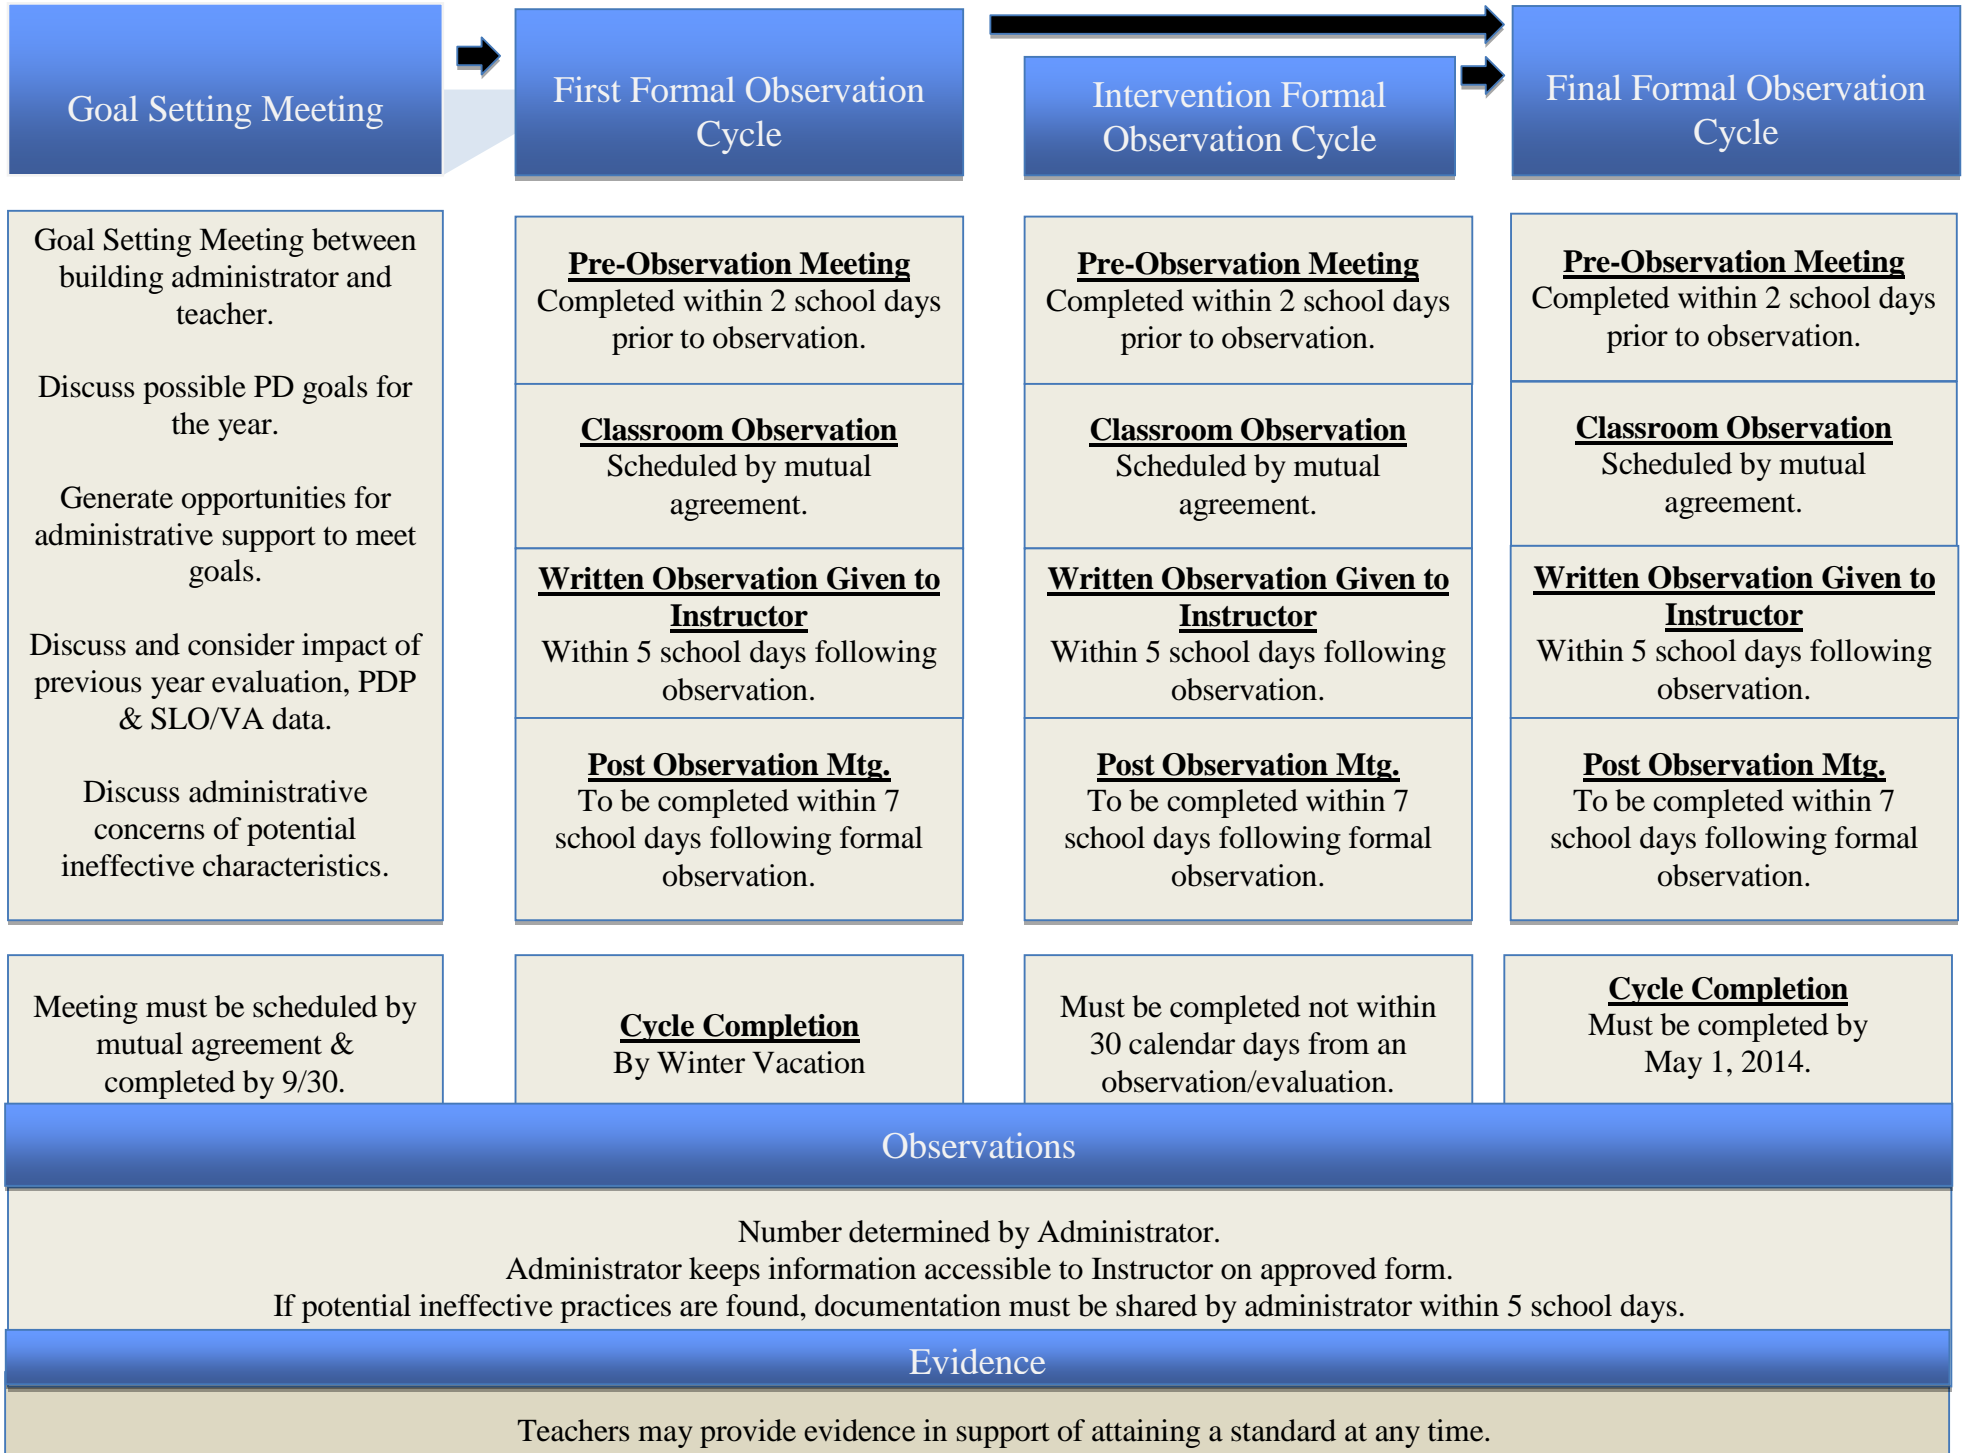 Goal Setting Meeting
First Formal Observation
Cycle
Intervention Formal
Observation Cycle
Final Formal Observation
Cycle
Goal Setting Meeting between
building administrator and
teacher.
Discuss possible PD goals for
the year.
Generate opportunities for
administrative support to meet
goals.
Discuss and consider impact of
previous year evaluation, PDP
& SLO/VA data.
Discuss administrative
concerns of potential
ineffective characteristics.
Pre-Observation Meeting
Completed within 2 school days
prior to observation.
Classroom Observation
Scheduled by mutual
agreement.
Written Observation Given to
Instructor
Within 5 school days following
observation.
Post Observation Mtg.
To be completed within 7
school days following formal
observation.
Pre-Observation Meeting
Completed within 2 school days
prior to observation.
Classroom Observation
Scheduled by mutual
agreement.
Written Observation Given to
Instructor
Within 5 school days following
observation.
Post Observation Mtg.
To be completed within 7
school days following formal
observation.
Pre-Observation Meeting
Completed within 2 school days
prior to observation.
Classroom Observation
Scheduled by mutual
agreement.
Written Observation Given to
Instructor
Within 5 school days following
observation.
Post Observation Mtg.
To be completed within 7
school days following formal
observation.
Meeting must be scheduled by
mutual agreement &
completed by 9/30.
Cycle Completion
By Winter Vacation
Must be completed not within
30 calendar days from an
observation/evaluation.
Cycle Completion
Must be completed by
May 1, 2014.
Observations
Number determined by Administrator.
Administrator keeps information accessible to Instructor on approved form.
If potential ineffective practices are found, documentation must be shared by administrator within 5 school days.
Evidence
Teachers may provide evidence in support of attaining a standard at any time.